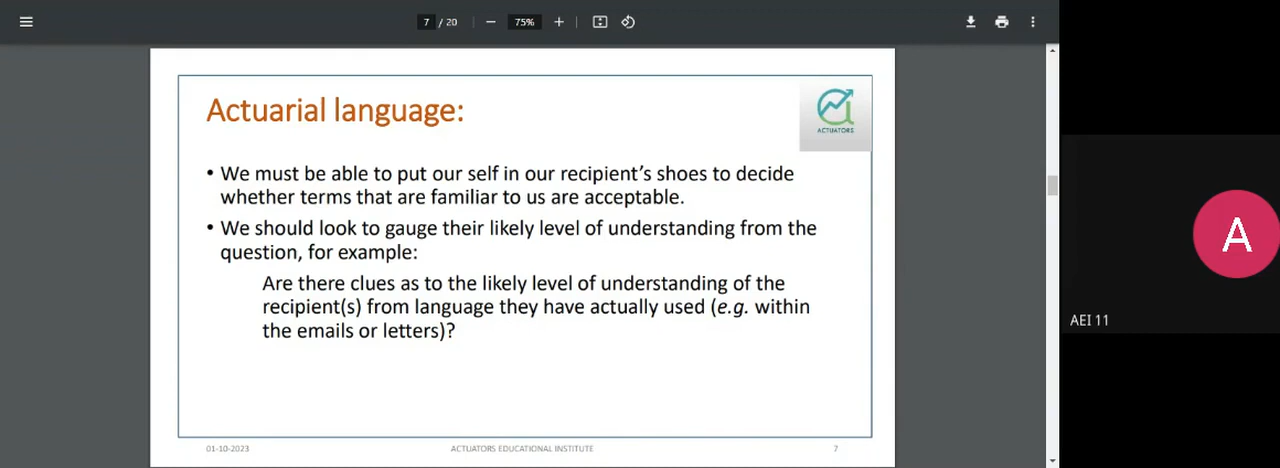 7 / 20
75%
Actuarial language:
ACTUATORS
• We must be able to put our self in our recipient's shoes to decide
whether terms that are familiar to us are acceptable.
• We should look to gauge their likely level of understanding from the
question, for example:
Are there clues as to the likely level of understanding of the
recipient(s) from language they have actually used (e.g. within
the emails or letters)?
01-10-2023 ACTUATORS EDUCATIONAL INSTITUTE 7
A
AEI 11